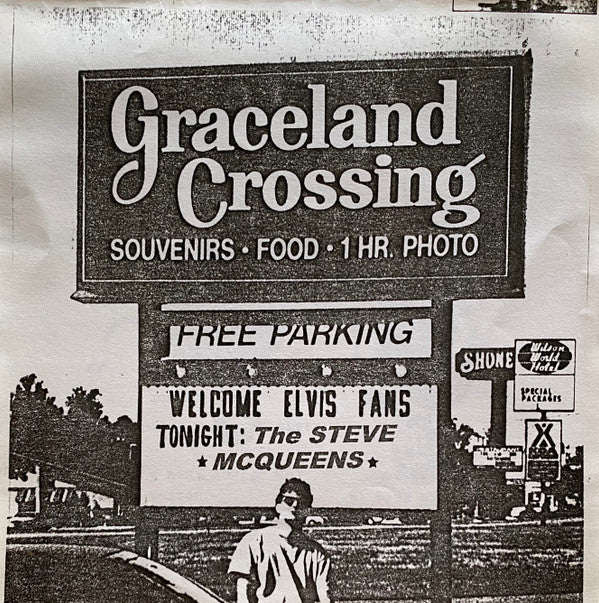 Graceland
Crossing
SOUVENIRS · FOOD · 1 HR. PHOTO
FREE PARKING
WELCOME ELVIS FANS
TONIGHT: The STEVE
★ MCQUEENS ★
SHONE
Wilson
World
Hotel
SPECIAL
PACKAGES